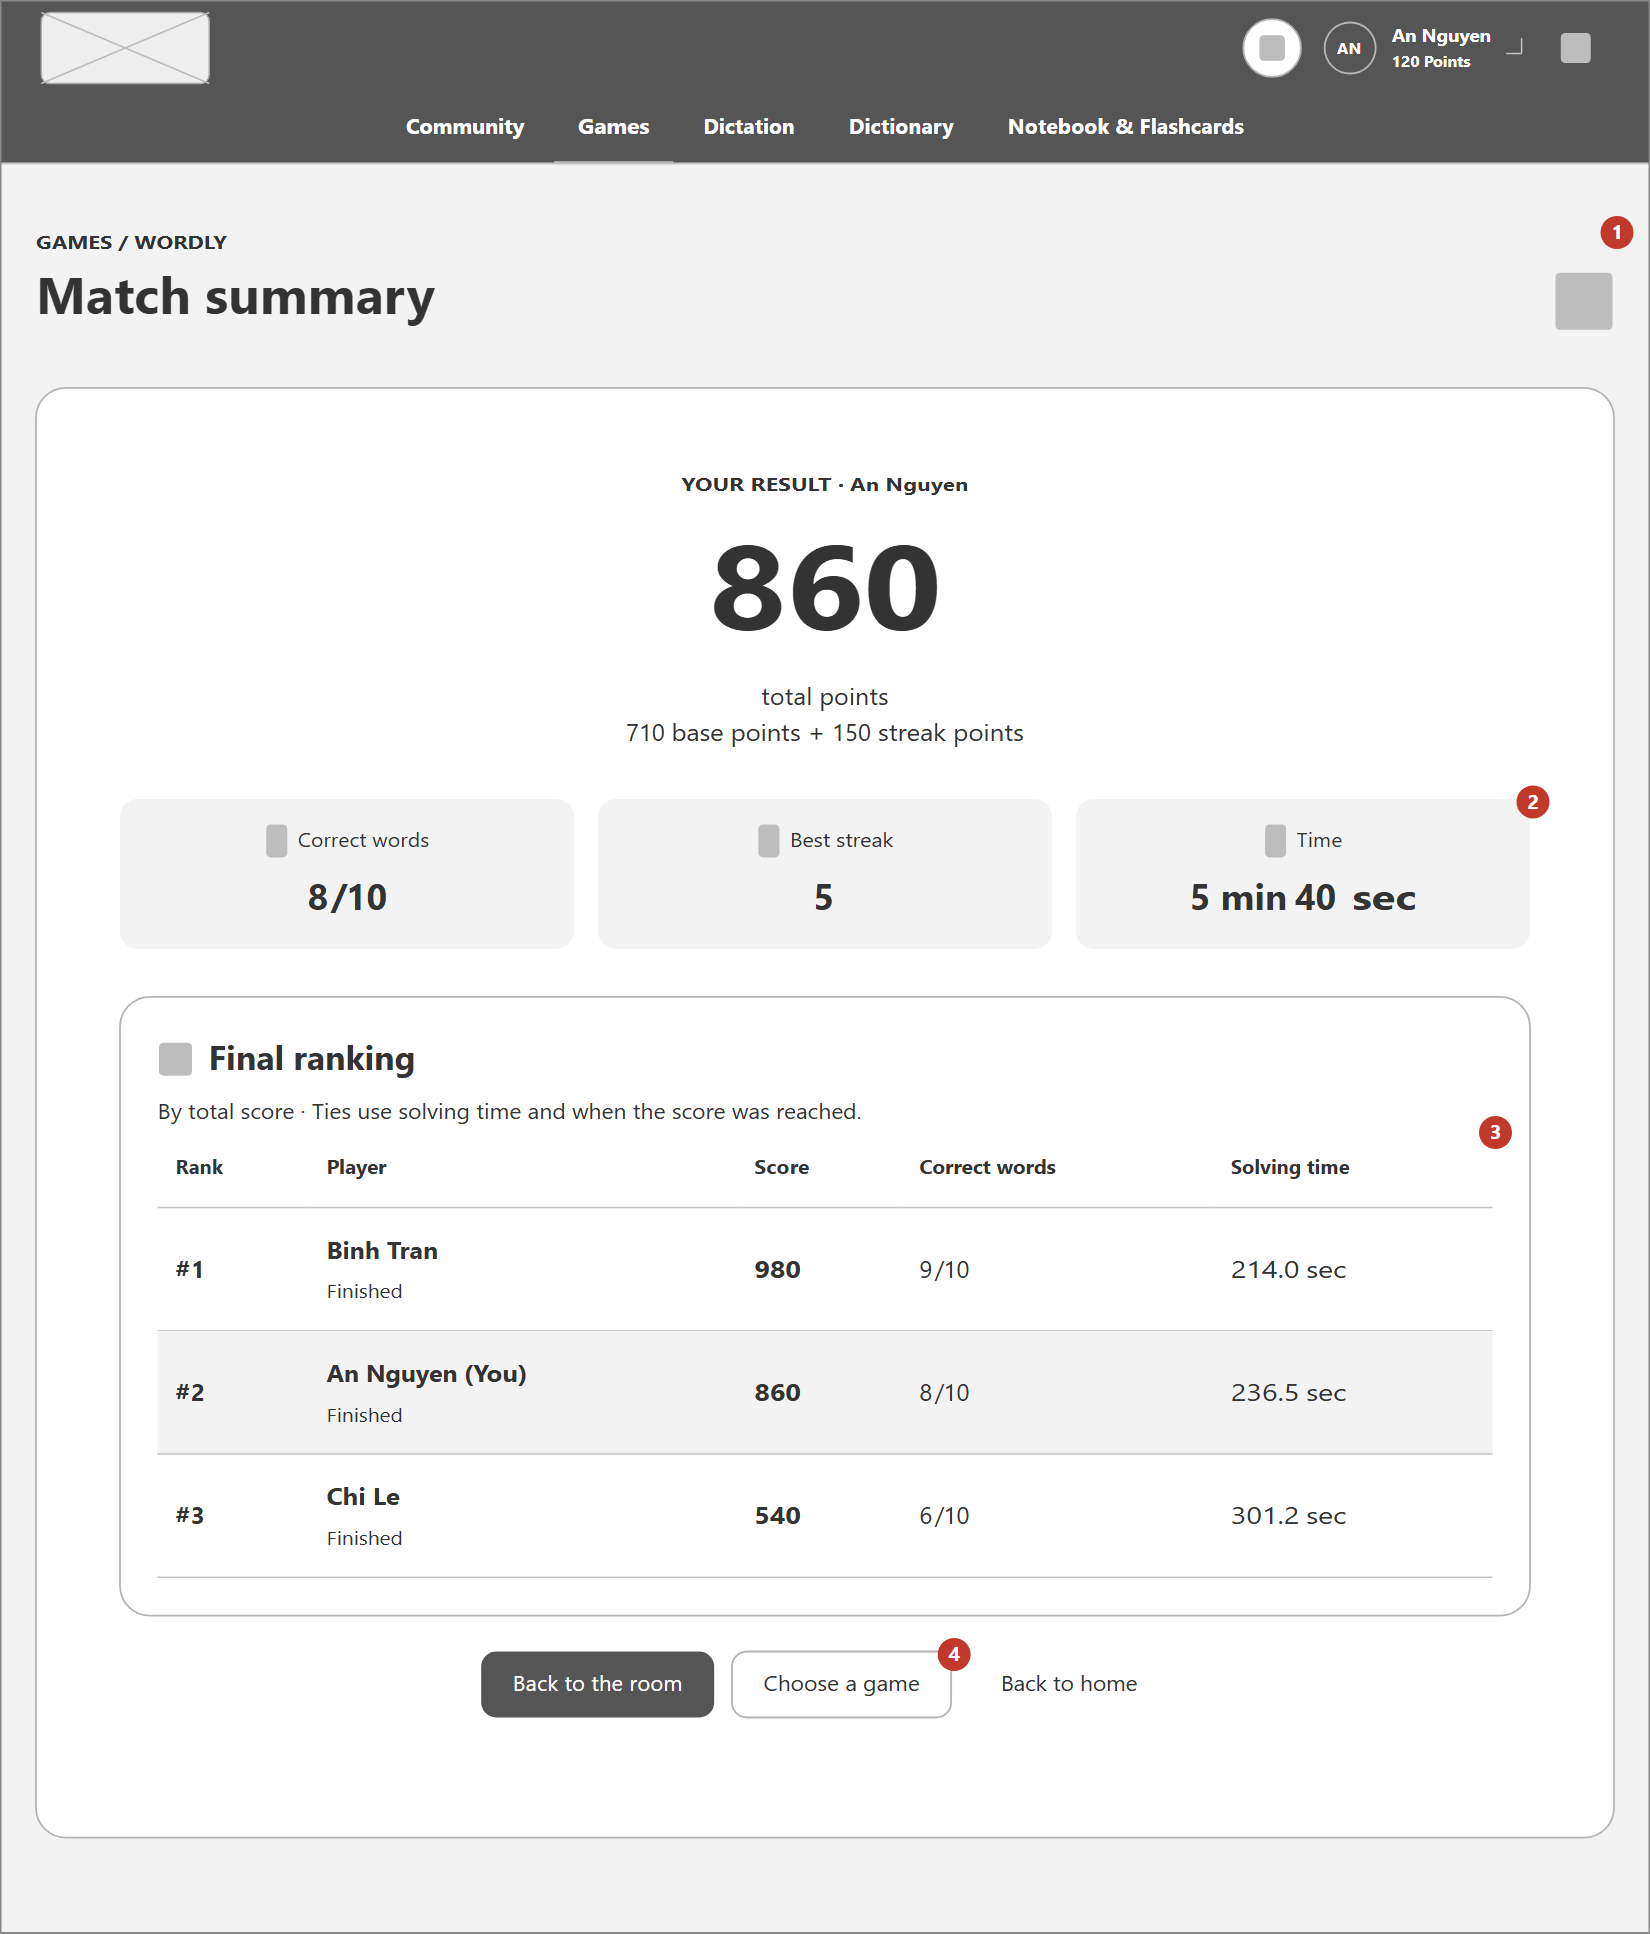 AN
An Nguyen
120 Points
Community Games Dictation Dictionary Notebook & Flashcards
GAMES / WORDLY
1
Match summary
YOUR RESULT · An Nguyen
860
total points
710 base points + 150 streak points
2
Correct words
8/10
Best streak
5
Time
5 min 40 sec
Final ranking
By total score · Ties use solving time and when the score was reached.
3
Rank Player Score Correct words Solving time
#1 Binh Tran 980 9/10 214.0 sec
Finished
#2 An Nguyen (You) 860 8/10 236.5 sec
Finished
#3 Chi Le 540 6/10 301.2 sec
Finished
4
Back to the room Choose a game Back to home